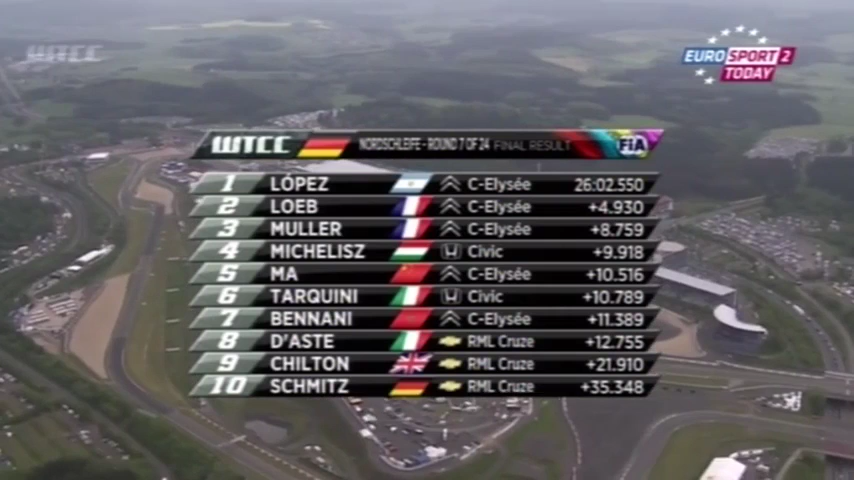 WTCC
EUROSPORT 2
TODAY
WTCC NORDSCHLEIFE - ROUND 7 OF 24 FINAL RESULT FIA
1 LÓPEZ C-Elysée 26:02.550
2 LOEB C-Elysée +4.930
3 MULLER C-Elysée +8.759
4 MICHELISZ Civic +9.918
5 MA C-Elysée +10.516
6 TARQUINI Civic +10.789
7 BENNANI C-Elysée +11.389
8 D'ASTE RML Cruze +12.755
9 CHILTON RML Cruze +21.910
10 SCHMITZ RML Cruze +35.348